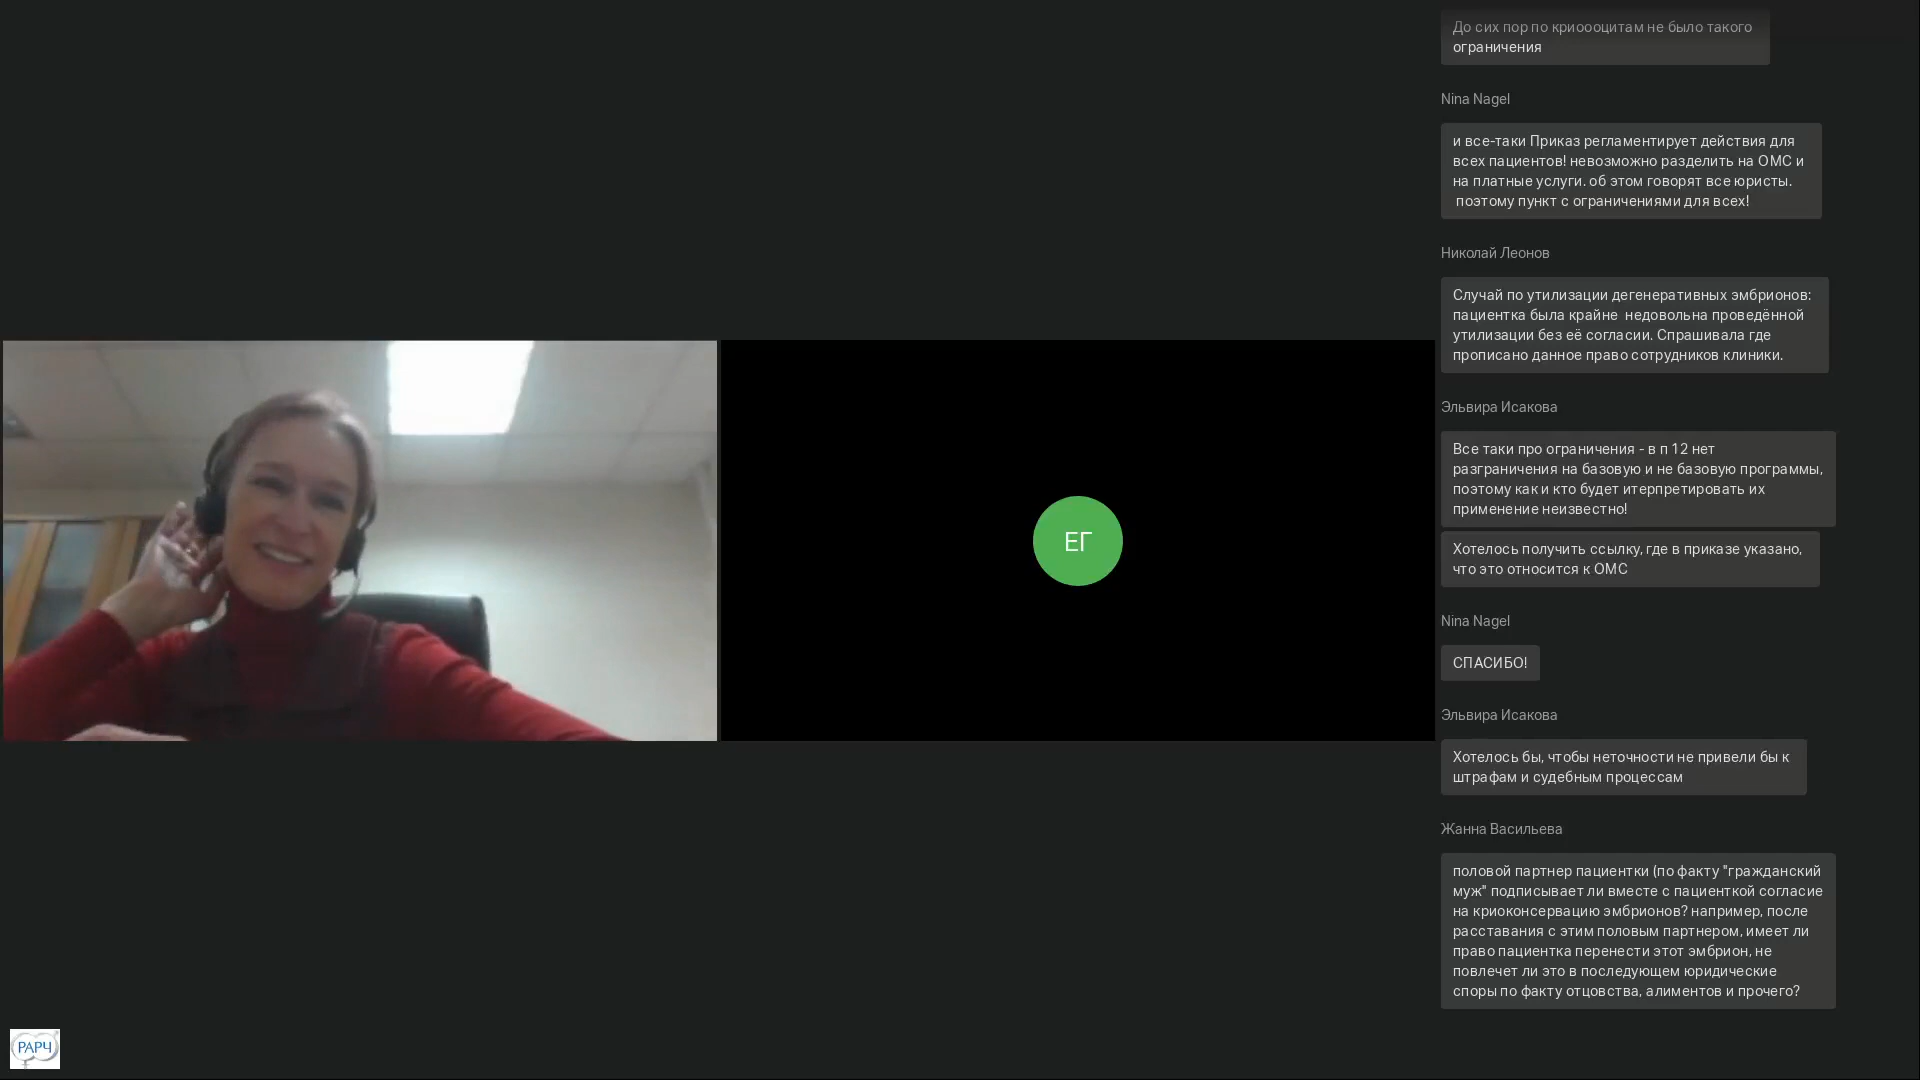 До сих пор по криоооцитам не было такого
ограничения
Nina Nagel
и все-таки Приказ регламентирует действия для
всех пациентов! невозможно разделить на ОМС и
на платные услуги. об этом говорят все юристы.
поэтому пункт с ограничениями для всех!
Николай Леонов
Случай по утилизации дегенеративных эмбрионов:
пациентка была крайне недовольна проведённой
утилизации без её согласии. Спрашивала где
прописано данное право сотрудников клиники.
Эльвира Исакова
Все таки про ограничения - в п 12 нет
разграничения на базовую и не базовую программы,
поэтому как и кто будет итерпретировать их
применение неизвестно!
Хотелось получить ссылку, где в приказе указано,
что это относится к ОМС
Nina Nagel
СПАСИБО!
Эльвира Исакова
Хотелось бы, чтобы неточности не привели бы к
штрафам и судебным процессам
Жанна Васильева
половой партнер пациентки (по факту "гражданский
муж" подписывает ли вместе с пациенткой согласие
на криоконсервацию эмбрионов? например, после
расставания с этим половым партнером, имеет ли
право пациентка перенести этот эмбрион, не
повлечет ли это в последующем юридические
споры по факту отцовства, алиментов и прочего?
ЕГ
РАРЧ